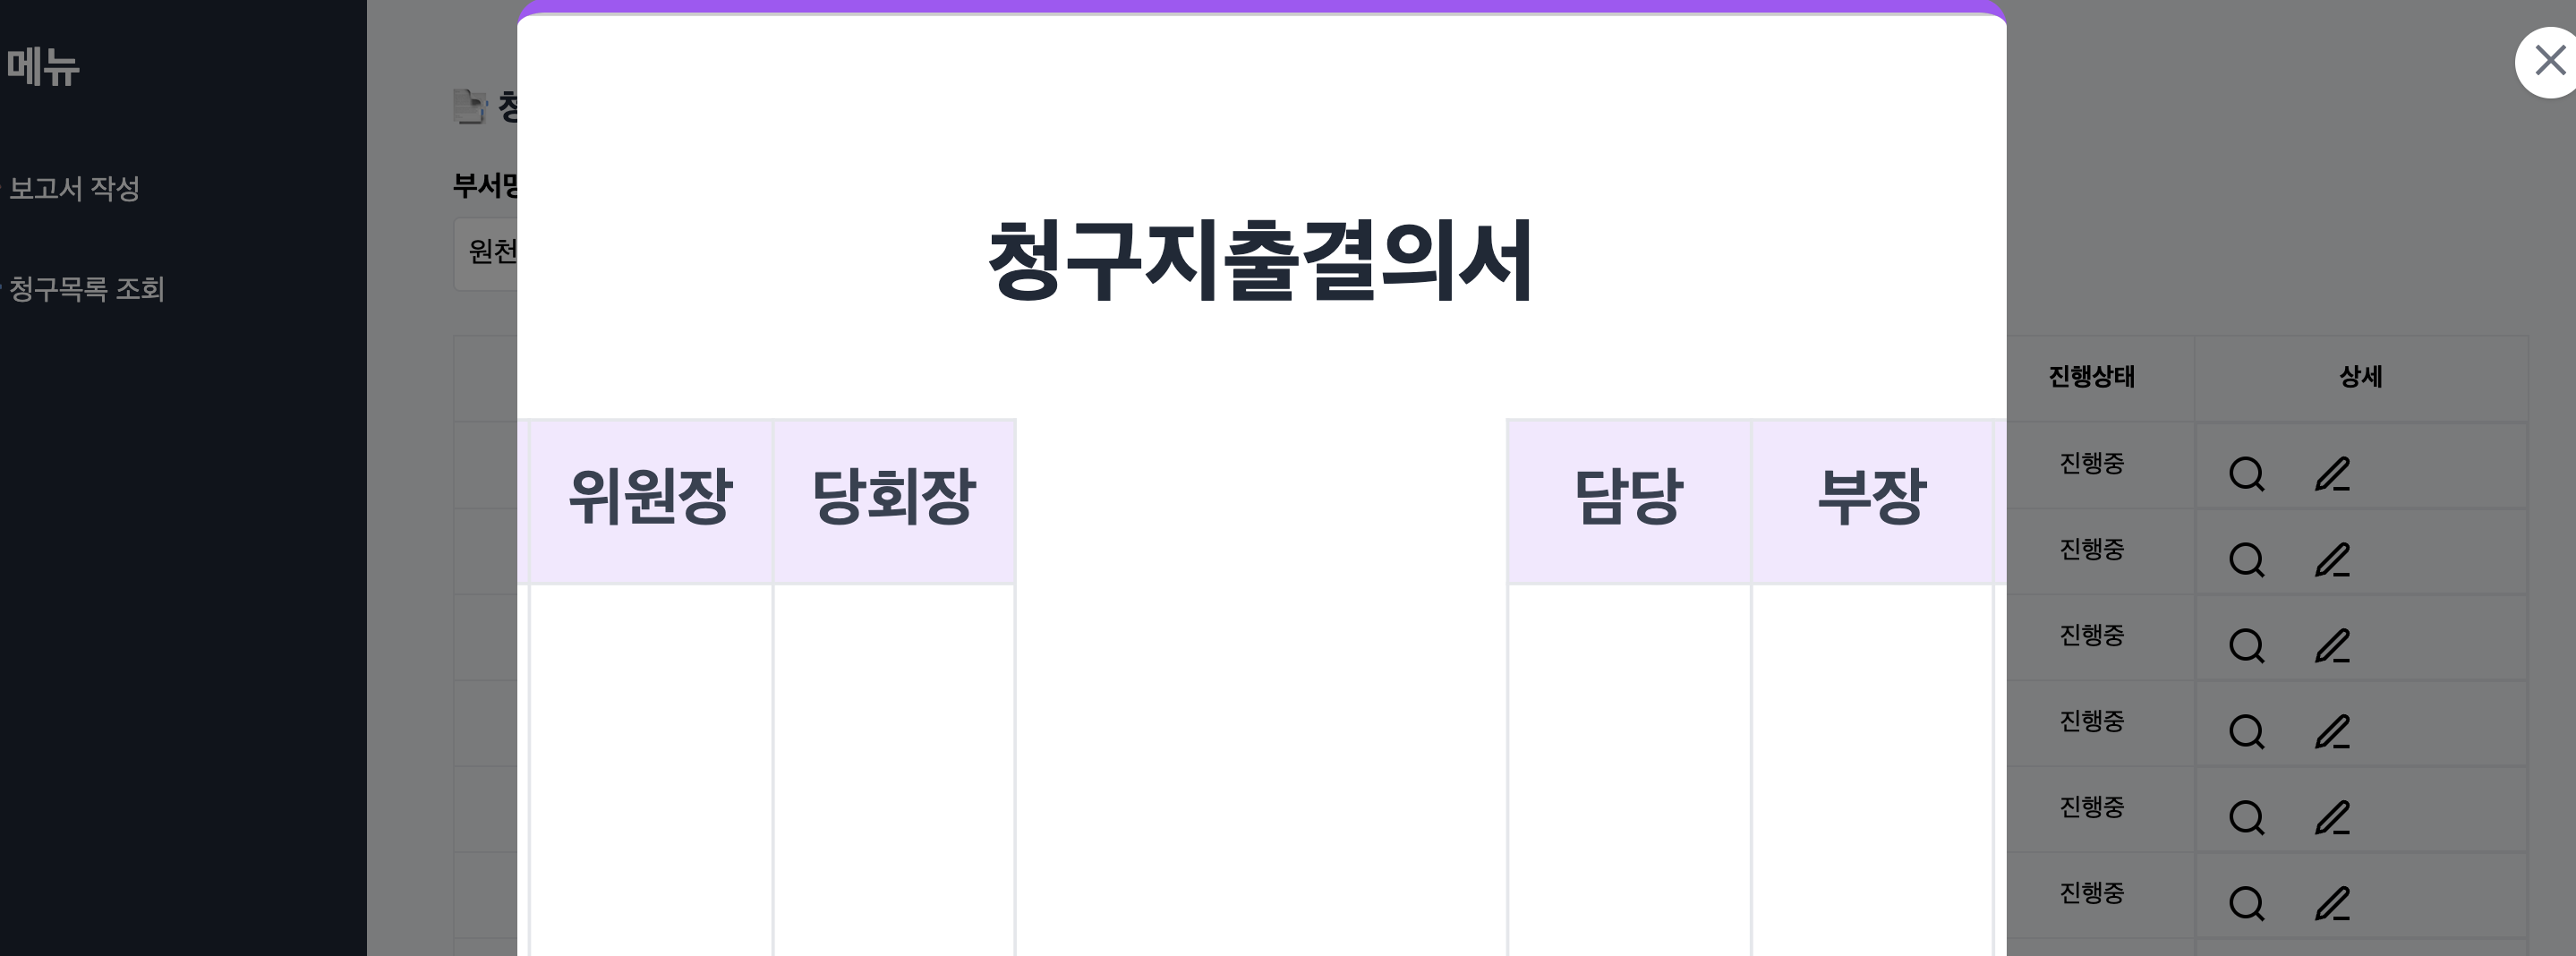 메뉴
보고서 작성
청구목록 조회
부서명
원천
청구지출결의서
위원장 당회장 담당 부장
진행상태 상세
진행중
진행중
진행중
진행중
진행중
진행중